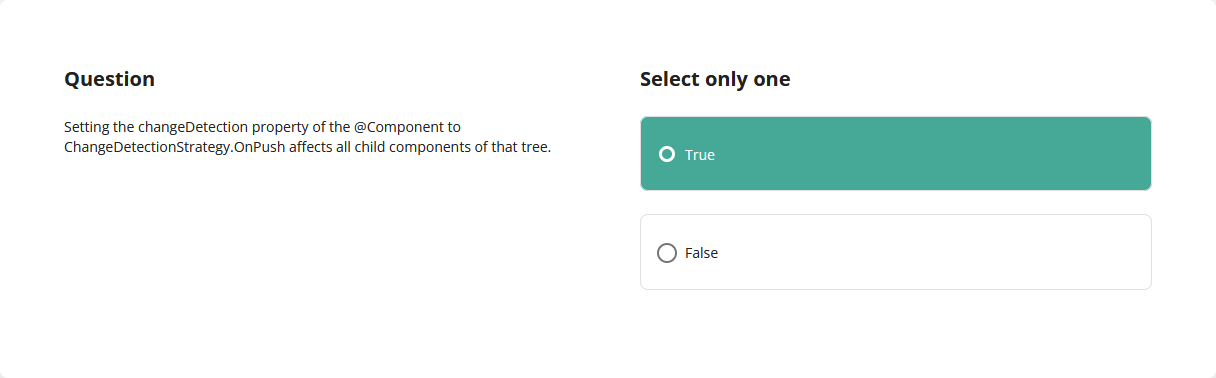 Question
Setting the changeDetection property of the @Component to
ChangeDetectionStrategy.OnPush affects all child components of that tree.
Select only one
True
False